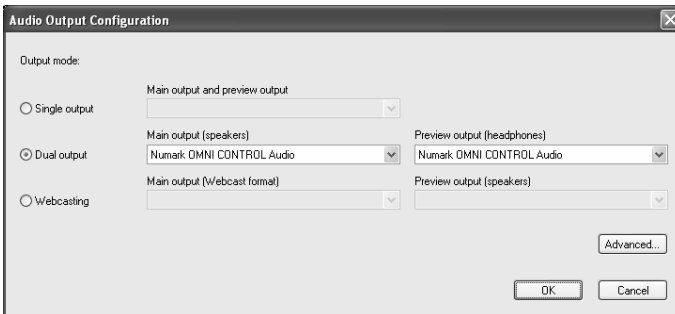 Audio Output Configuration
Output mode:
Main output and preview output
Single output
Main output (speakers)
Preview output (headphones)
Dual output
Numark OMNI CONTROL Audio
Numark OMNI CONTROL Audio
Main output (Webcast format)
Preview output (speakers)
Webcasting
Advanced...
OK
Cancel